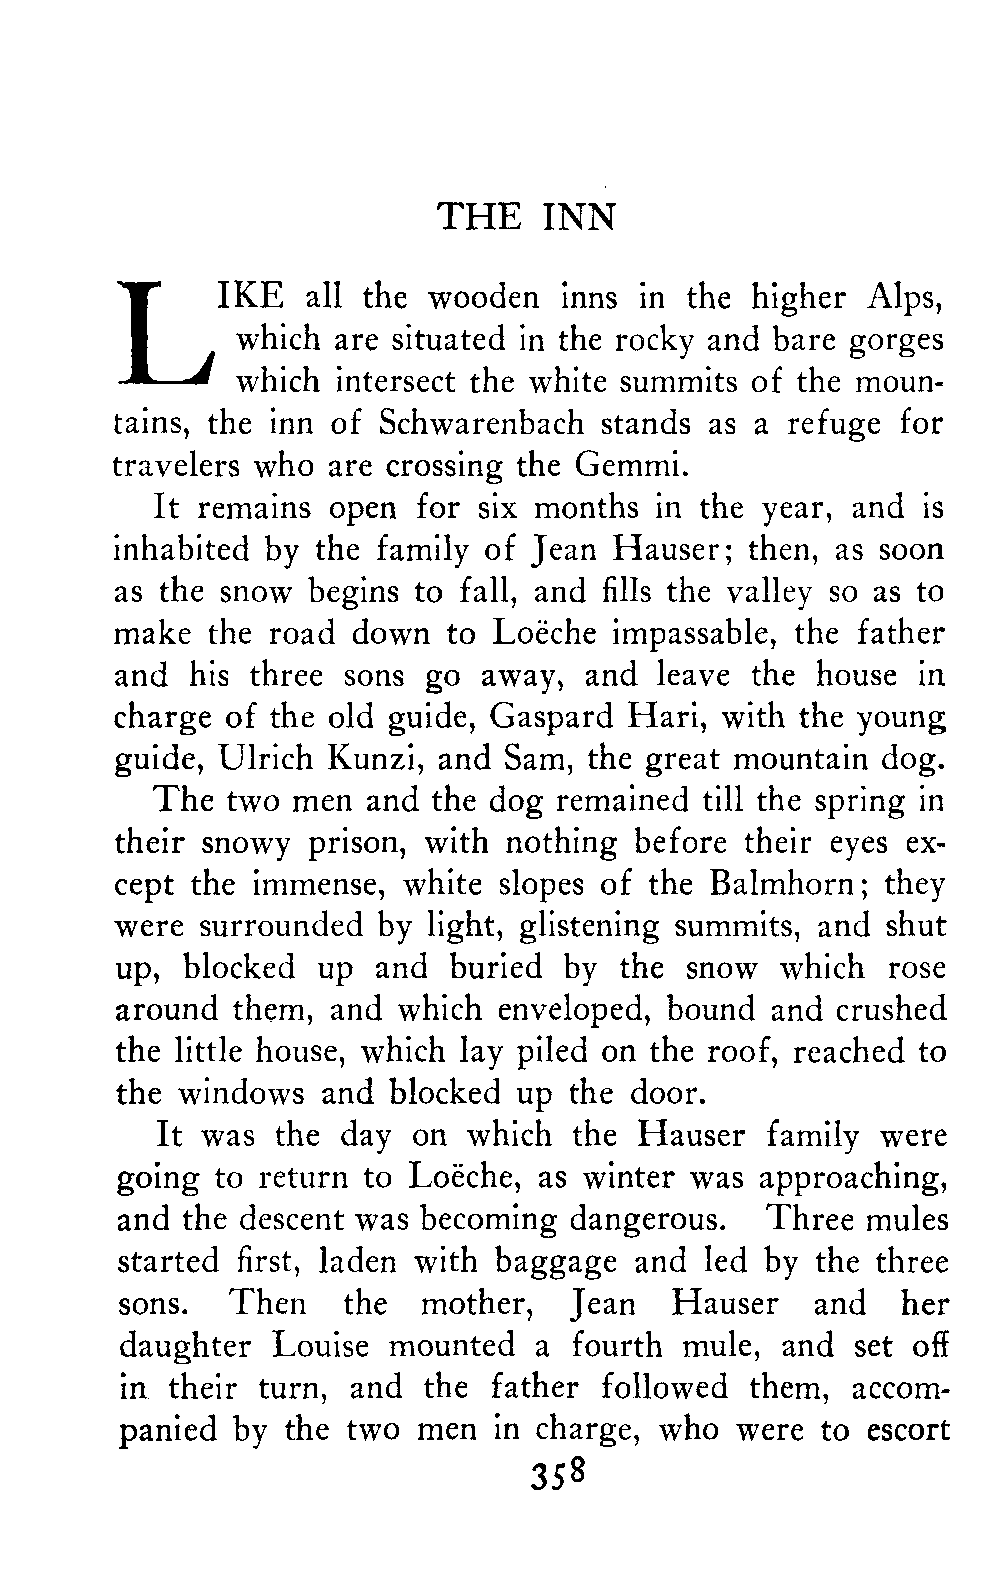 THE INN
LIKE all the wooden inns in the higher Alps,
which are situated in the rocky and bare gorges
which intersect the white summits of the moun-
tains, the inn of Schwarenbach stands as a refuge for
travelers who are crossing the Gemmi.
It remains open for six months in the year, and is
inhabited by the family of Jean Hauser; then, as soon
as the snow begins to fall, and fills the valley so as to
make the road down to Loëche impassable, the father
and his three sons go away, and leave the house in
charge of the old guide, Gaspard Hari, with the young
guide, Ulrich Kunzi, and Sam, the great mountain dog.
The two men and the dog remained till the spring in
their snowy prison, with nothing before their eyes ex-
cept the immense, white slopes of the Balmhorn; they
were surrounded by light, glistening summits, and shut
up, blocked up and buried by the snow which rose
around them, and which enveloped, bound and crushed
the little house, which lay piled on the roof, reached to
the windows and blocked up the door.
It was the day on which the Hauser family were
going to return to Loëche, as winter was approaching,
and the descent was becoming dangerous. Three mules
started first, laden with baggage and led by the three
sons. Then the mother, Jean Hauser and her
daughter Louise mounted a fourth mule, and set off
in their turn, and the father followed them, accom-
panied by the two men in charge, who were to escort
358